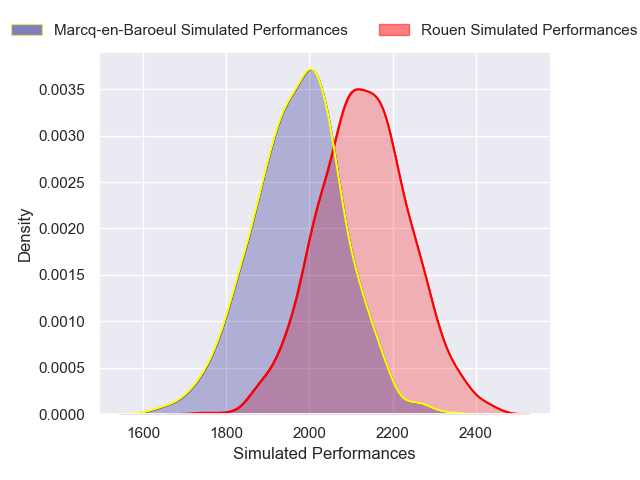 Marcq-en-Baroeul Simulated Performances
Rouen Simulated Performances
0.0035
0.0030
0.0025
0.0020
0.0015
0.0010
0.0005
0.0000
Density
1600 1800 2000 2200 2400
Simulated Performances